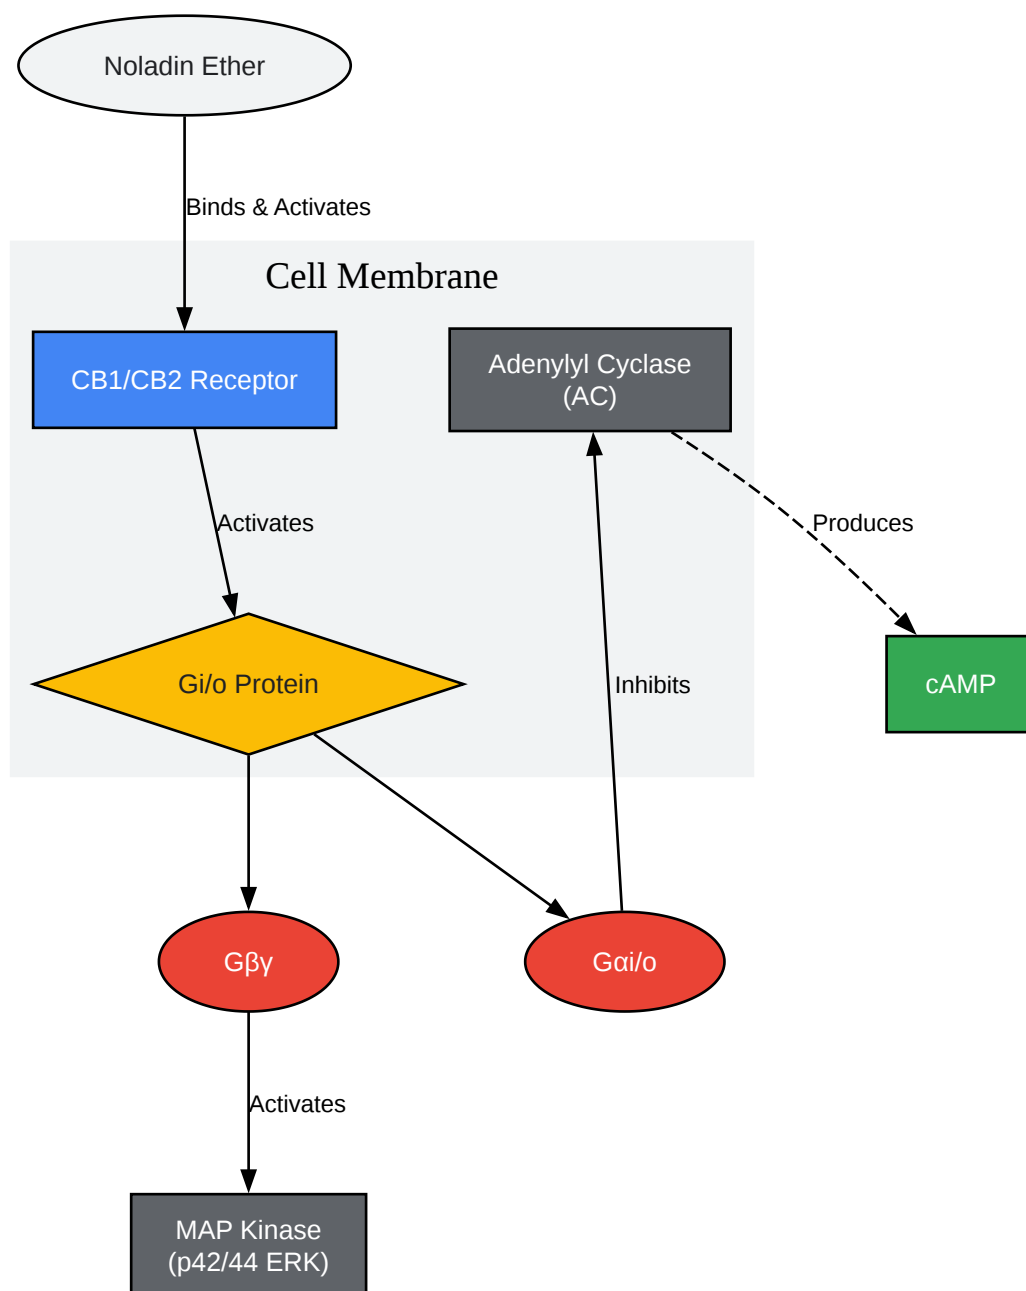 Noladin Ether
Binds & Activates
Cell Membrane
CB1/CB2 Receptor
Adenylyl Cyclase
(AC)
Activates
Produces
Gi/o Protein
Inhibits
cAMP
Gβγ
Gαi/o
Activates
MAP Kinase
(p42/44 ERK)